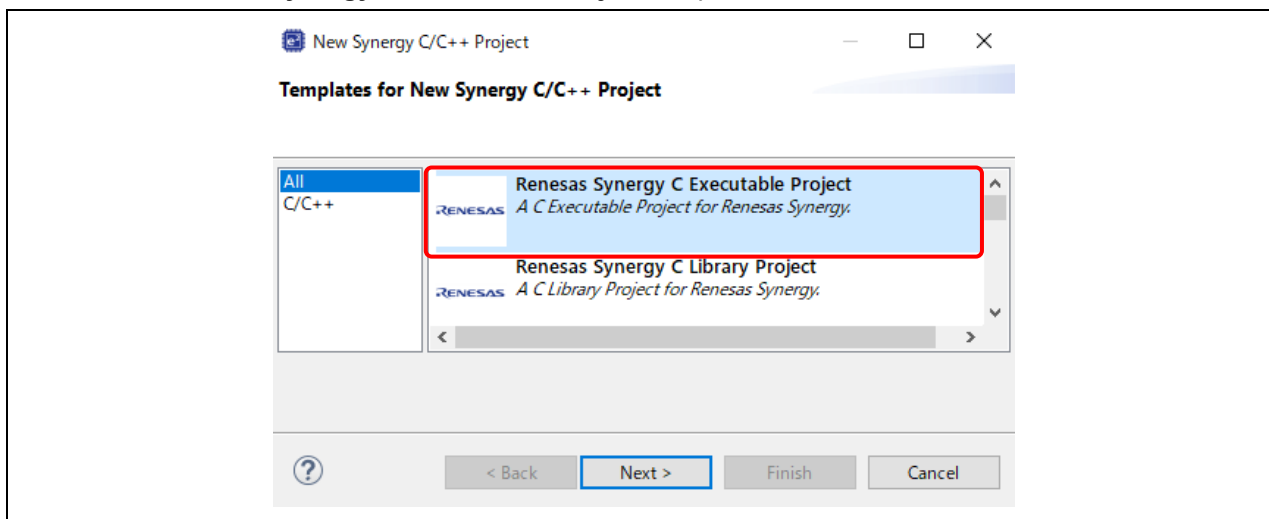 New Synergy C/C++ Project
Templates for New Synergy C/C++ Project
All
C/C++
RENESAS
Renesas Synergy C Executable Project
A C Executable Project for Renesas Synergy.
RENESAS
Renesas Synergy C Library Project
A C Library Project for Renesas Synergy.
?
< Back
Next >
Finish
Cancel